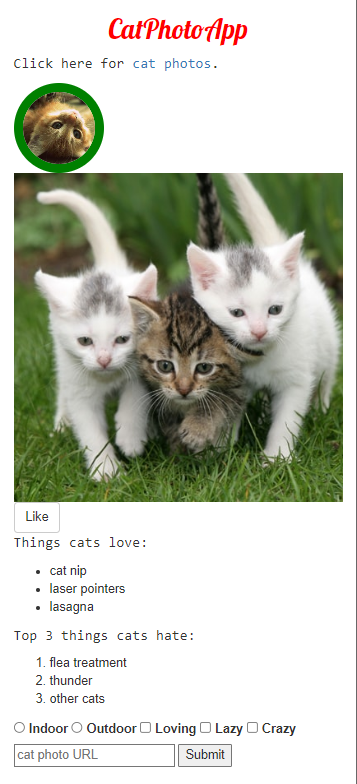 CatPhotoApp
Click here for cat photos.
Like
Things cats love:
• cat nip
• laser pointers
• lasagna
Top 3 things cats hate:
1. flea treatment
2. thunder
3. other cats
Indoor Outdoor Loving Lazy Crazy
cat photo URL Submit